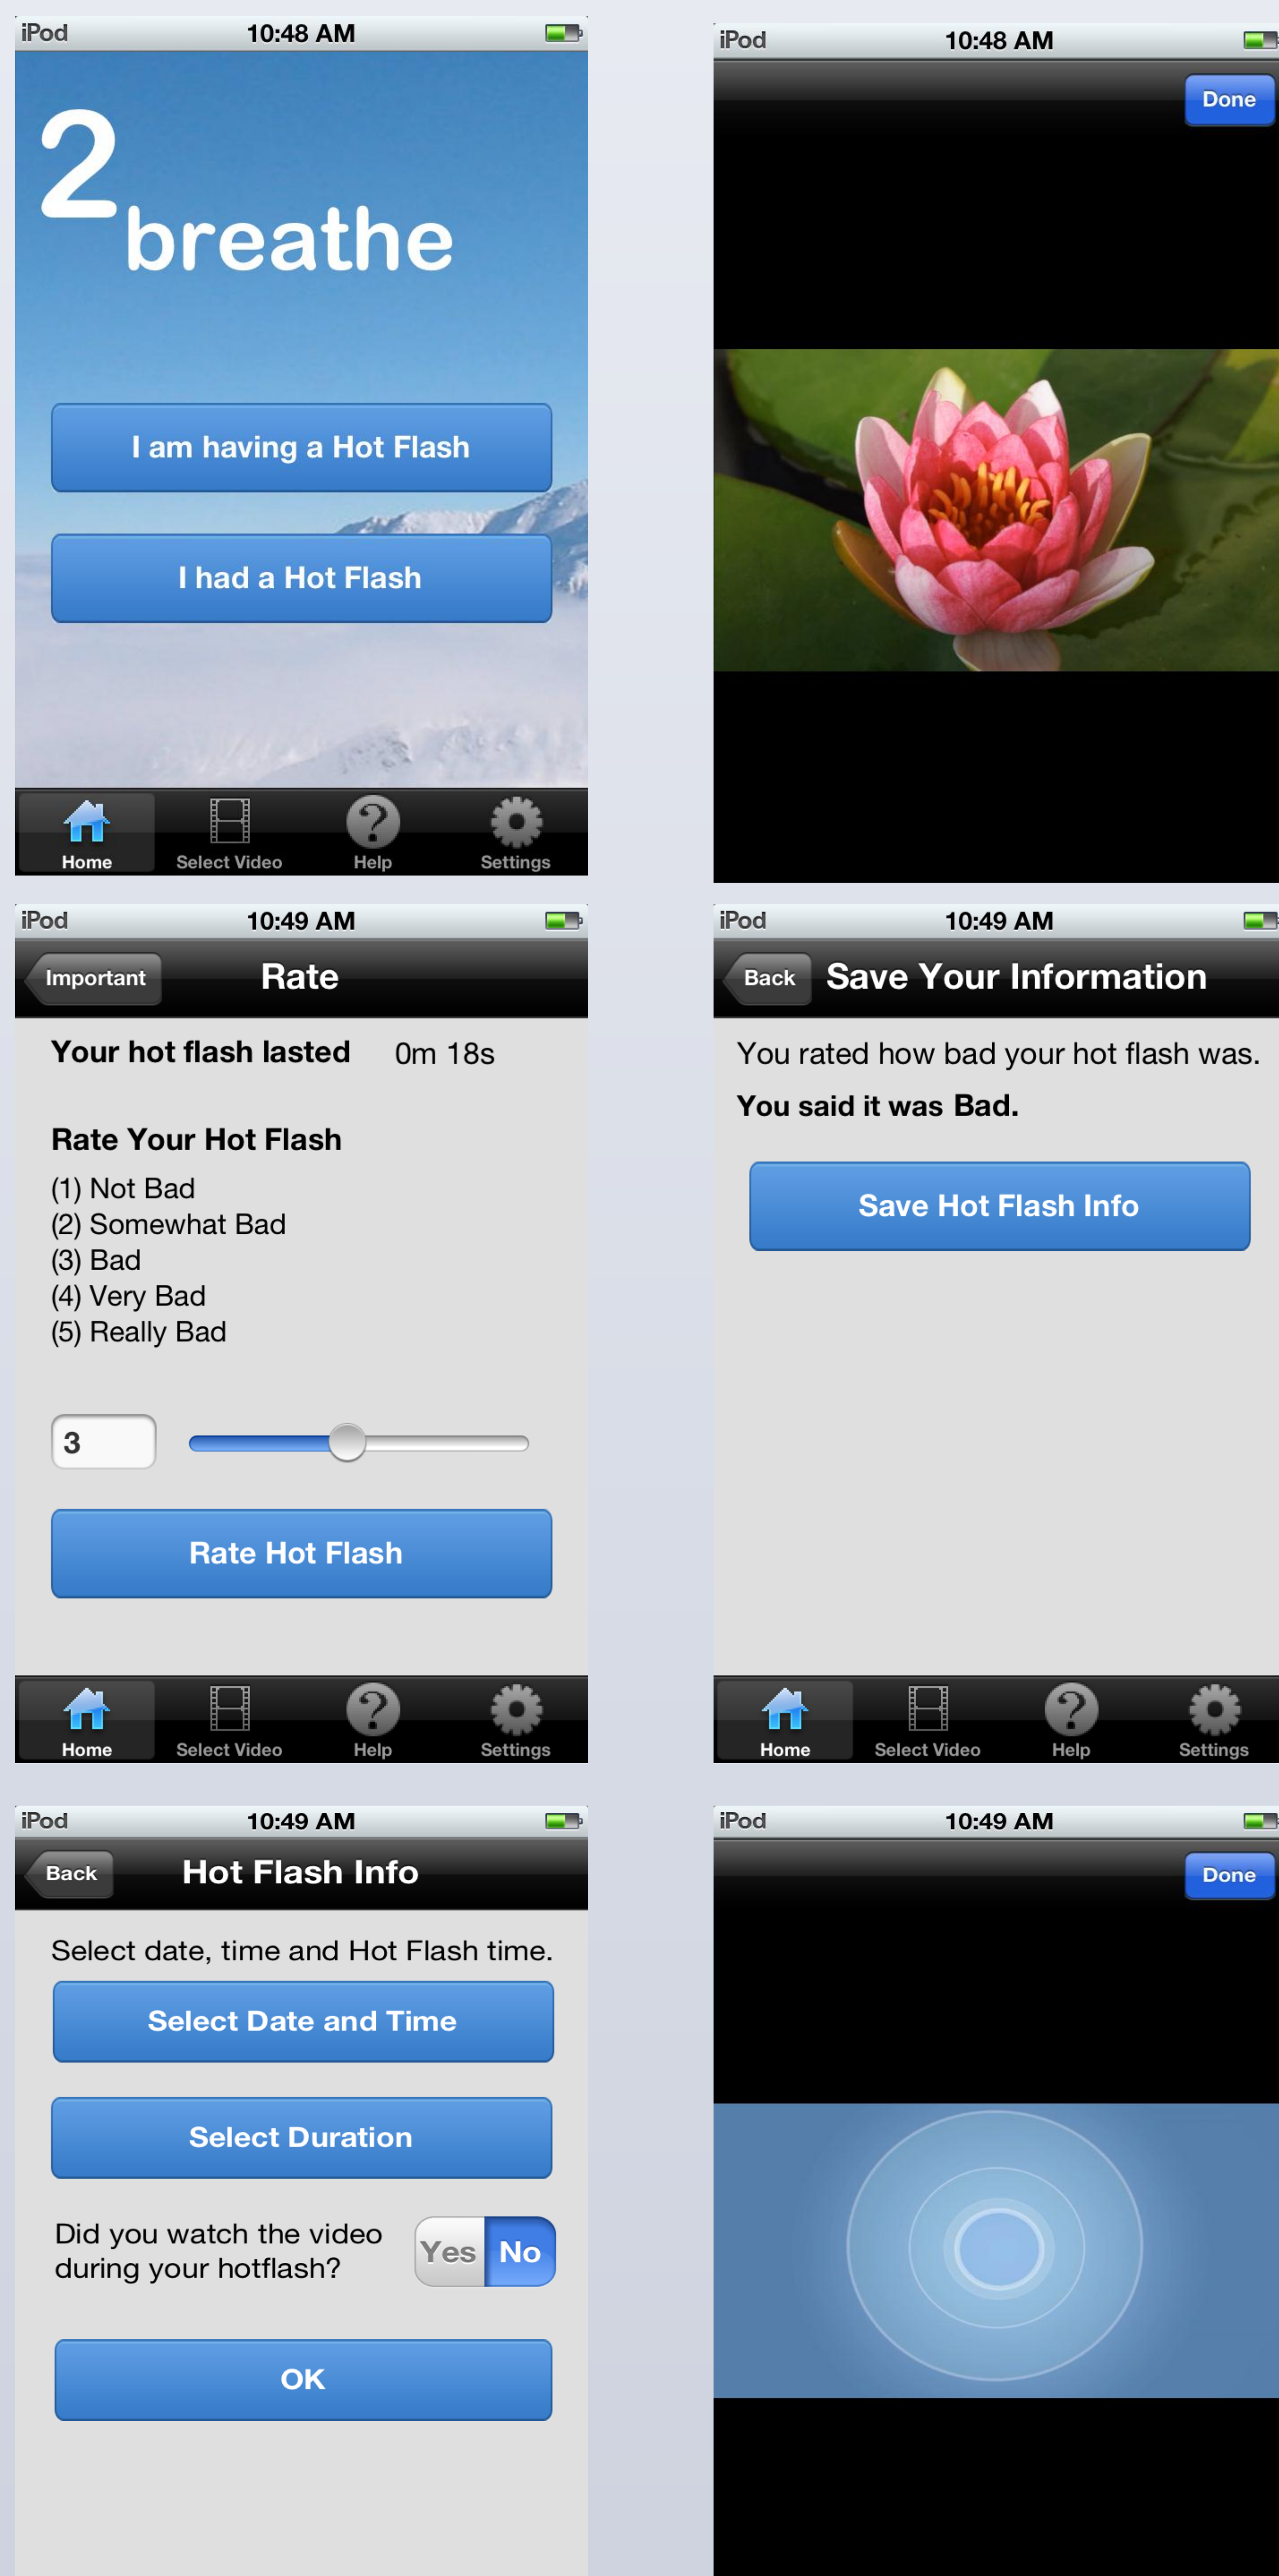 iPod 10:48 AM
2
breathe
I am having a Hot Flash
I had a Hot Flash
Home Select Video Help Settings
iPod 10:48 AM
Done
iPod 10:49 AM
Important Rate
Your hot flash lasted 0m 18s
Rate Your Hot Flash
(1) Not Bad
(2) Somewhat Bad
(3) Bad
(4) Very Bad
(5) Really Bad
3
Rate Hot Flash
Home Select Video Help Settings
iPod 10:49 AM
Back Save Your Information
You rated how bad your hot flash was.
You said it was Bad.
Save Hot Flash Info
Home Select Video Help Settings
iPod 10:49 AM
Back Hot Flash Info
Select date, time and Hot Flash time.
Select Date and Time
Select Duration
Did you watch the video
during your hotflash?
Yes No
OK
iPod 10:49 AM
Done